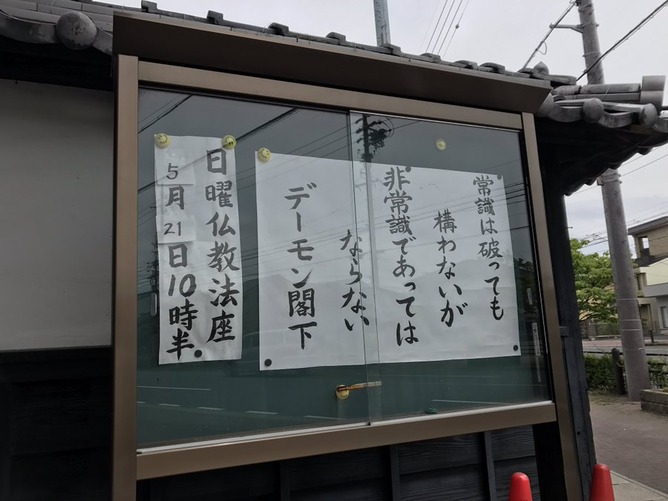 常識は破っても
構わないが
非常識であっては
ならない
デーモン閣下
日曜仏教法座
5月21日10時半.